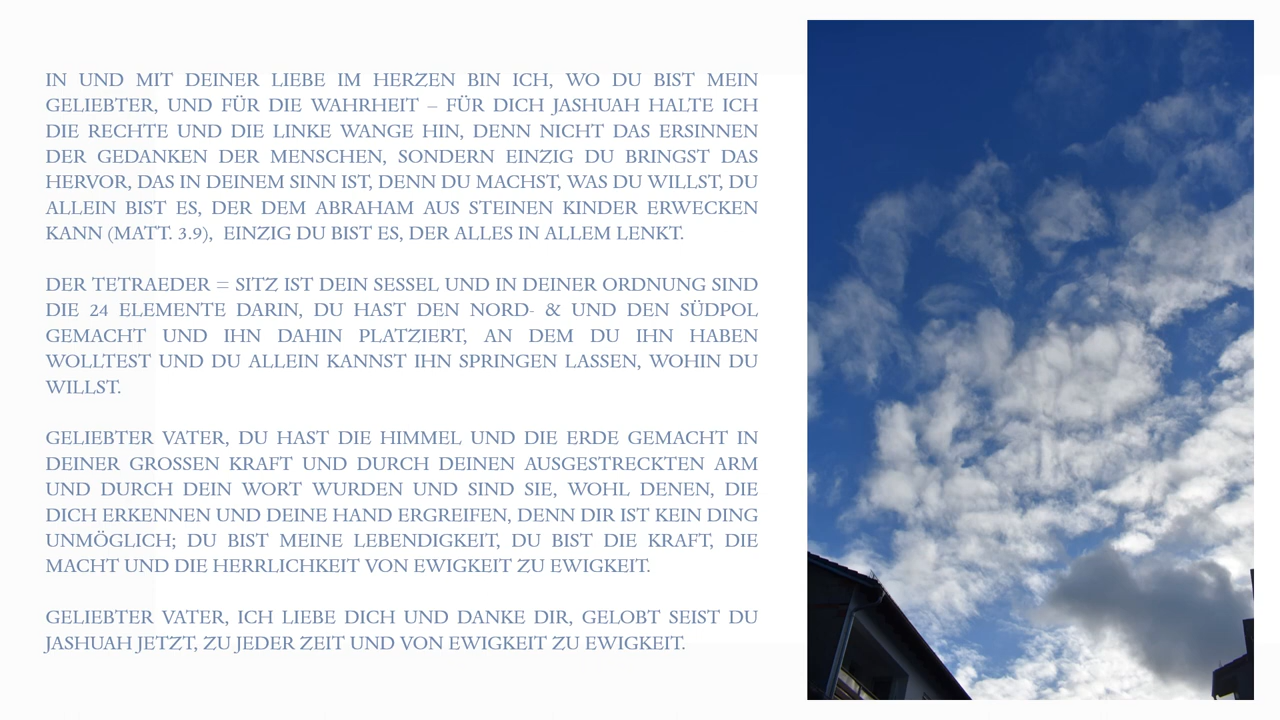 IN UND MIT DEINER LIEBE IM HERZEN BIN ICH, WO DU BIST MEIN
GELIEBTER, UND FÜR DIE WAHRHEIT – FÜR DICH JASHUAH HALTE ICH
DIE RECHTE UND DIE LINKE WANGE HIN, DENN NICHT DAS ERSINNEN
DER GEDANKEN DER MENSCHEN, SONDERN EINZIG DU BRINGST DAS
HERVOR, DAS IN DEINEM SINN IST, DENN DU MACHST, WAS DU WILLST, DU
ALLEIN BIST ES, DER DEM ABRAHAM AUS STEINEN KINDER ERWECKEN
KANN (MATT. 3.9), EINZIG DU BIST ES, DER ALLES IN ALLEM LENKT.
DER TETRAEDER = SITZ IST DEIN SESSEL UND IN DEINER ORDNUNG SIND
DIE 24 ELEMENTE DARIN, DU HAST DEN NORD- & UND DEN SÜDPOL
GEMACHT UND IHN DAHIN PLATZIERT, AN DEM DU IHN HABEN
WOLLTEST UND DU ALLEIN KANNST IHN SPRINGEN LASSEN, WOHIN DU
WILLST.
GELIEBTER VATER, DU HAST DIE HIMMEL UND DIE ERDE GEMACHT IN
DEINER GROSSEN KRAFT UND DURCH DEINEN AUSGESTRECKTEN ARM
UND DURCH DEIN WORT WURDEN UND SIND SIE, WOHL DENEN, DIE
DICH ERKENNEN UND DEINE HAND ERGREIFEN, DENN DIR IST KEIN DING
UNMÖGLICH; DU BIST MEINE LEBENDIGKEIT, DU BIST DIE KRAFT, DIE
MACHT UND DIE HERRLICHKEIT VON EWIGKEIT ZU EWIGKEIT.
GELIEBTER VATER, ICH LIEBE DICH UND DANKE DIR, GELOBT SEIST DU
JASHUAH JETZT, ZU JEDER ZEIT UND VON EWIGKEIT ZU EWIGKEIT.